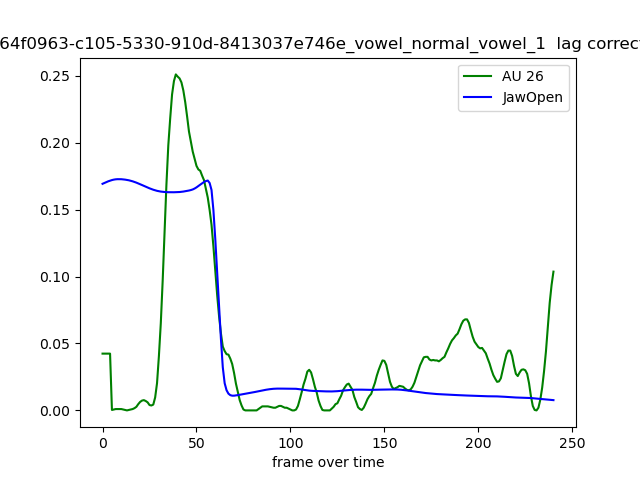 64f0963-c105-5330-910d-8413037e746e_vowel_normal_vowel_1 lag correct
AU 26
JawOpen
0.25
0.20
0.15
0.10
0.05
0.00
0 50 100 150 200 250
frame over time